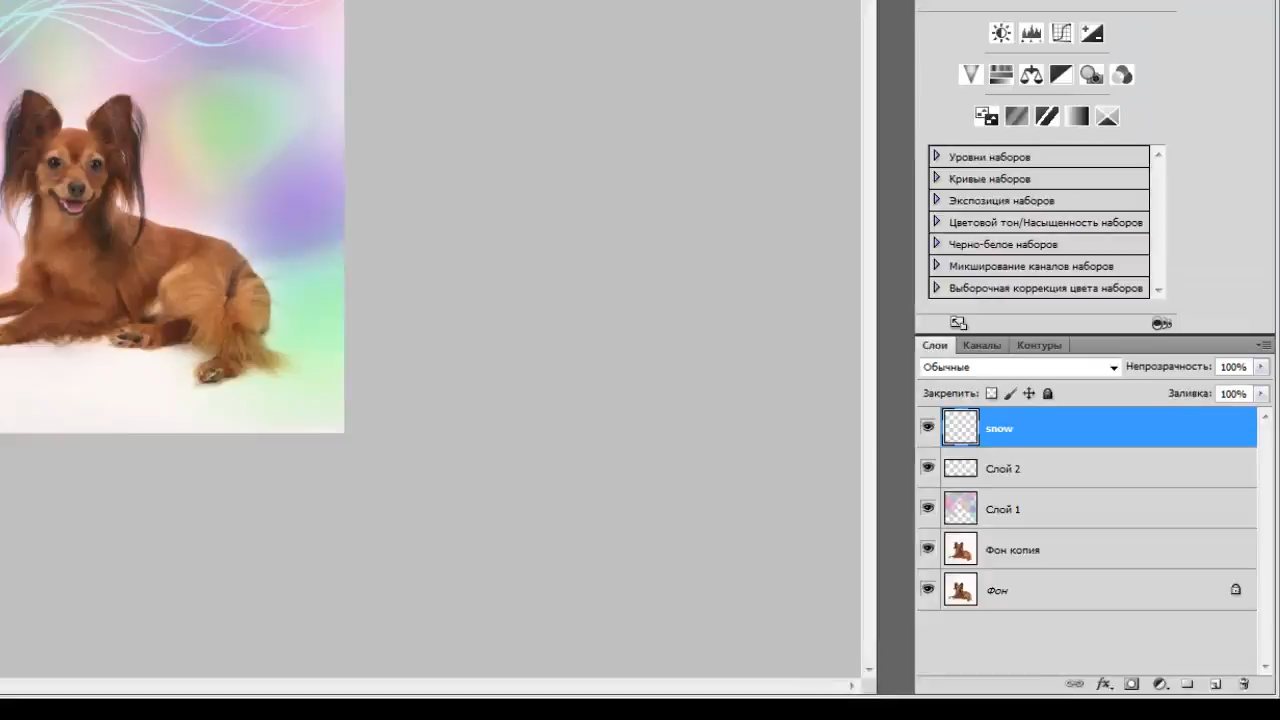 Уровни наборов
Кривые наборов
Экспозиция наборов
Цветовой тон/Насыщенность наборов
Черно-белое наборов
Микширование каналов наборов
Выборочная коррекция цвета наборов
Слои Каналы Контуры
Обычные Непрозрачность: 100%
Закрепить: Заливка: 100%
snow
Слой 2
Слой 1
Фон копия
Фон
fx